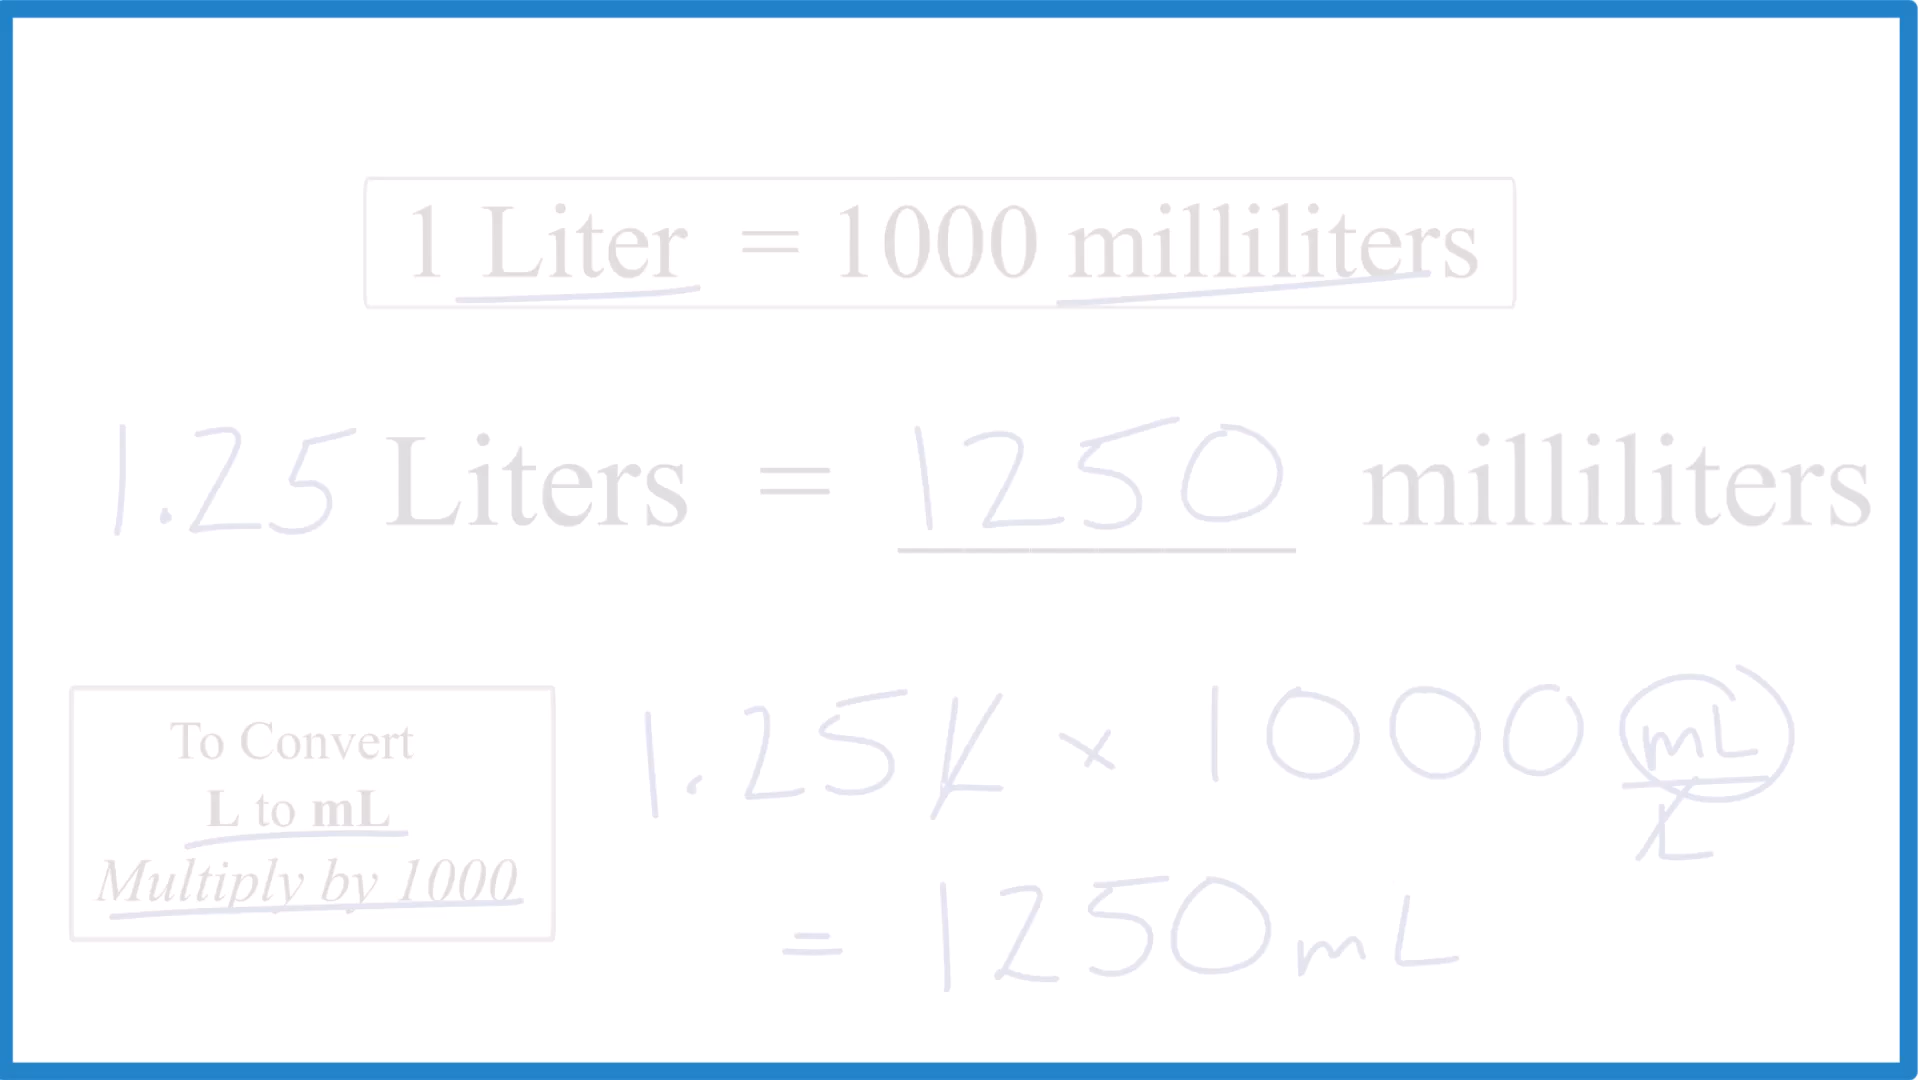 1 Liter = 1000 milliliters
1.25 Liters = 1250 milliliters
To Convert
L to mL
Multiply by 1000
1.25 L × 1000 mL/L
= 1250 mL